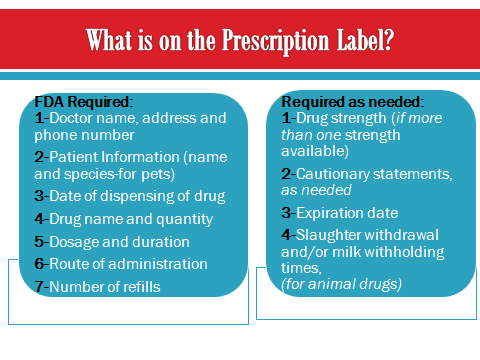 What is on the Prescription Label?
FDA Required:
1-Doctor name, address and
phone number
2-Patient Information (name
and species-for pets)
3-Date of dispensing of drug
4-Drug name and quantity
5-Dosage and duration
6-Route of administration
7-Number of refills
Required as needed:
1-Drug strength (if more
than one strength
available)
2-Cautionary statements,
as needed
3-Expiration date
4-Slaughter withdrawal
and/or milk withholding
times,
(for animal drugs)